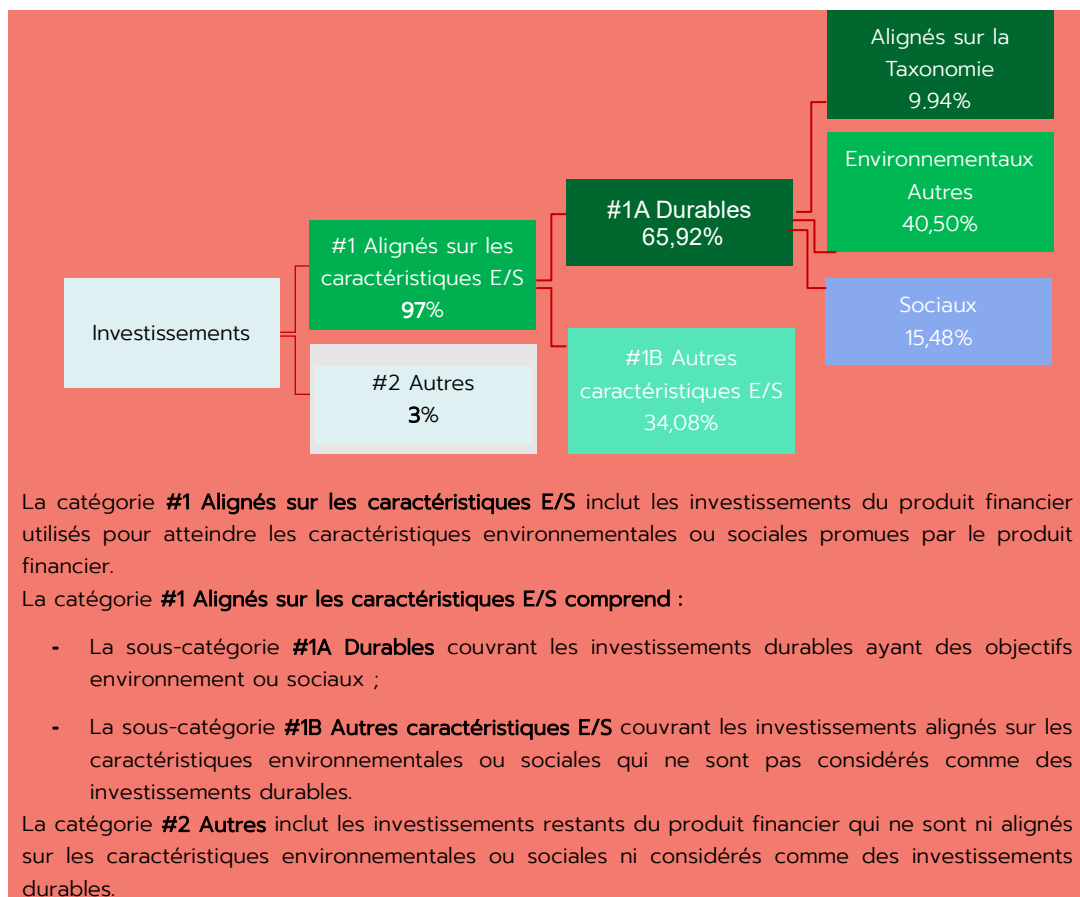 Alignés sur la
Taxonomie
9.94%
Environnementaux
Autres
40,50%
#1A Durables
65,92%
#1 Alignés sur les
caractéristiques E/S
97%
Sociaux
15,48%
Investissements
#1B Autres
caractéristiques E/S
34,08%
#2 Autres
3%
La catégorie #1 Alignés sur les caractéristiques E/S inclut les investissements du produit financier
utilisés pour atteindre les caractéristiques environnementales ou sociales promues par le produit
financier.
La catégorie #1 Alignés sur les caractéristiques E/S comprend :
- La sous-catégorie #1A Durables couvrant les investissements durables ayant des objectifs
environnement ou sociaux ;
- La sous-catégorie #1B Autres caractéristiques E/S couvrant les investissements alignés sur les
caractéristiques environnementales ou sociales qui ne sont pas considérés comme des
investissements durables.
La catégorie #2 Autres inclut les investissements restants du produit financier qui ne sont ni alignés
sur les caractéristiques environnementales ou sociales ni considérés comme des investissements
durables.